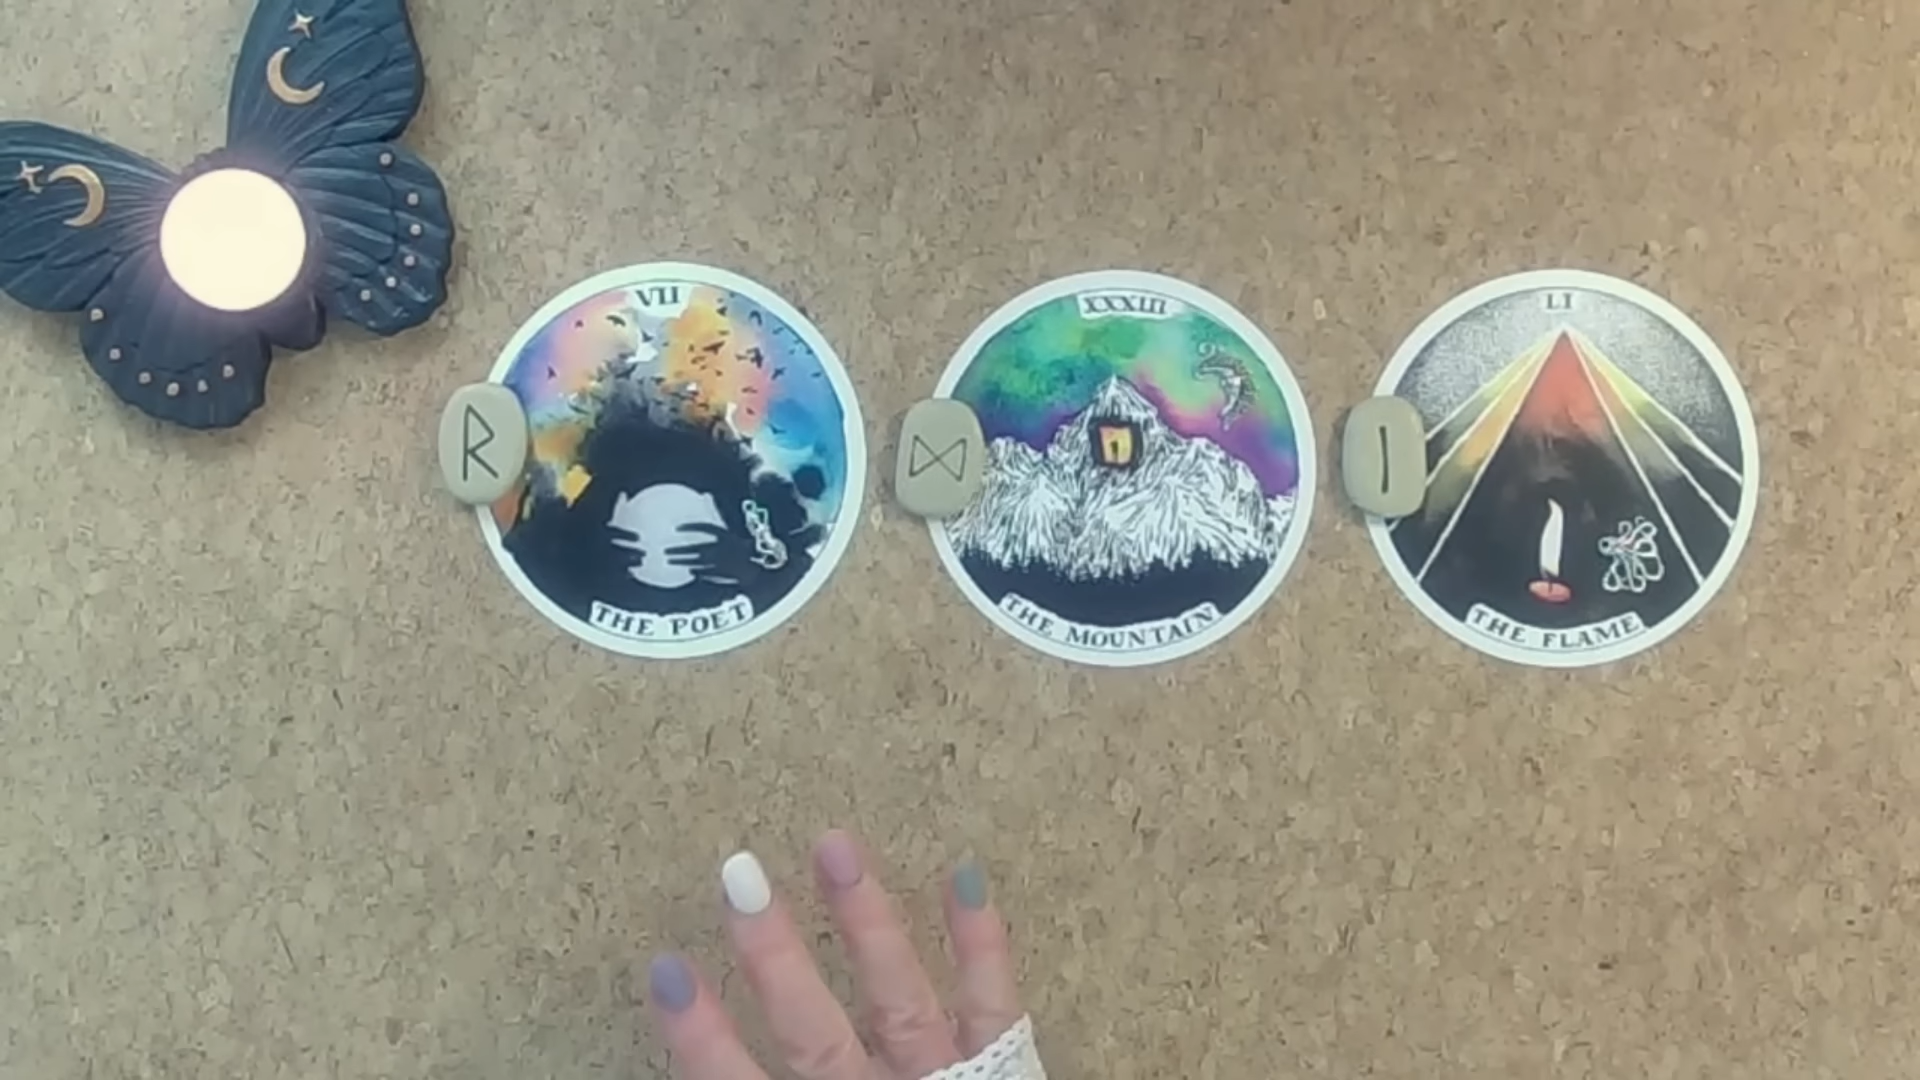 VII
THE POET
XXXIII
THE MOUNTAIN
LI
THE FLAME
ᚱ
ᛞ
ᛁ